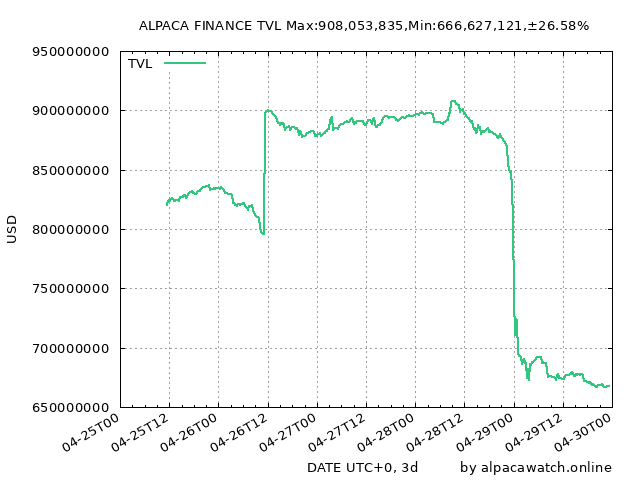 ALPACA FINANCE TVL Max:908,053,835,Min:666,627,121,±26.58%
TVL
950000000
900000000
850000000
800000000
750000000
700000000
650000000
USD
04-25T00
04-25T12
04-26T00
04-26T12
04-27T00
04-27T12
04-28T00
04-28T12
04-29T00
04-29T12
04-30T00
DATE UTC+0, 3d
by alpacawatch.online